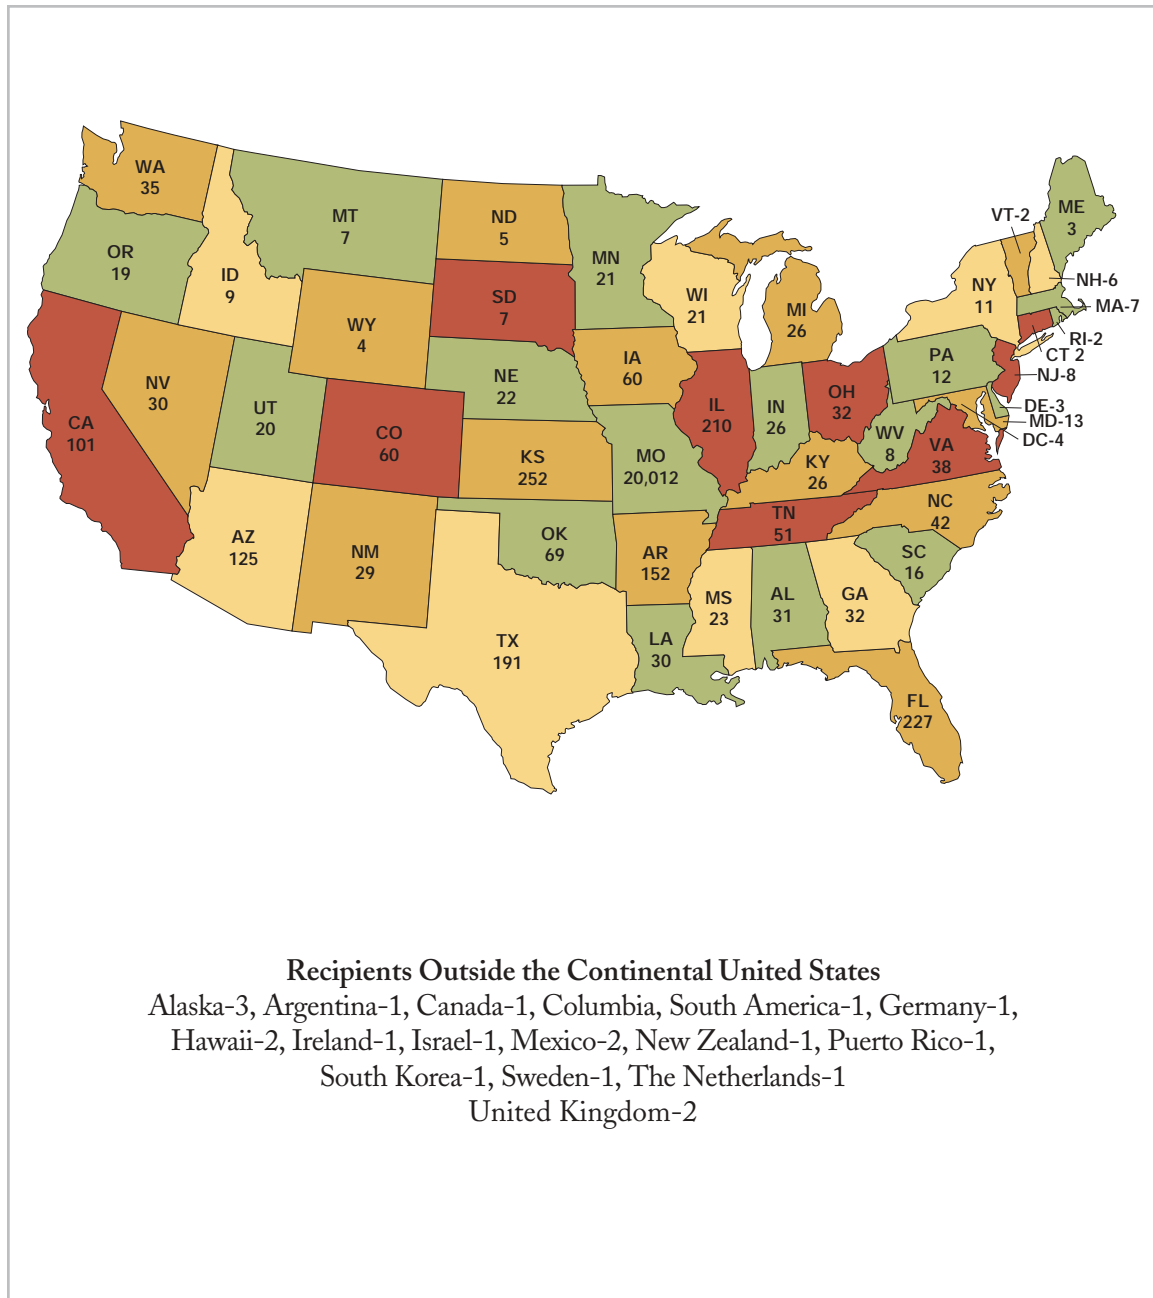 WA
35
OR
19
CA
101
NV
30
ID
9
MT
7
WY
4
UT
20
AZ
125
CO
60
NM
29
ND
5
SD
7
NE
22
KS
252
OK
69
TX
191
MN
21
IA
60
MO
20,012
AR
152
LA
30
WI
21
IL
210
MI
26
IN
26
OH
32
KY
26
TN
51
MS
23
AL
31
GA
32
FL
227
SC
16
NC
42
VA
38
WV
8
PA
12
NY
11
VT-2
ME
3
NH-6
MA-7
RI-2
CT 2
NJ-8
DE-3
MD-13
DC-4
Recipients Outside the Continental United States
Alaska-3, Argentina-1, Canada-1, Columbia, South America-1, Germany-1,
Hawaii-2, Ireland-1, Israel-1, Mexico-2, New Zealand-1, Puerto Rico-1,
South Korea-1, Sweden-1, The Netherlands-1
United Kingdom-2